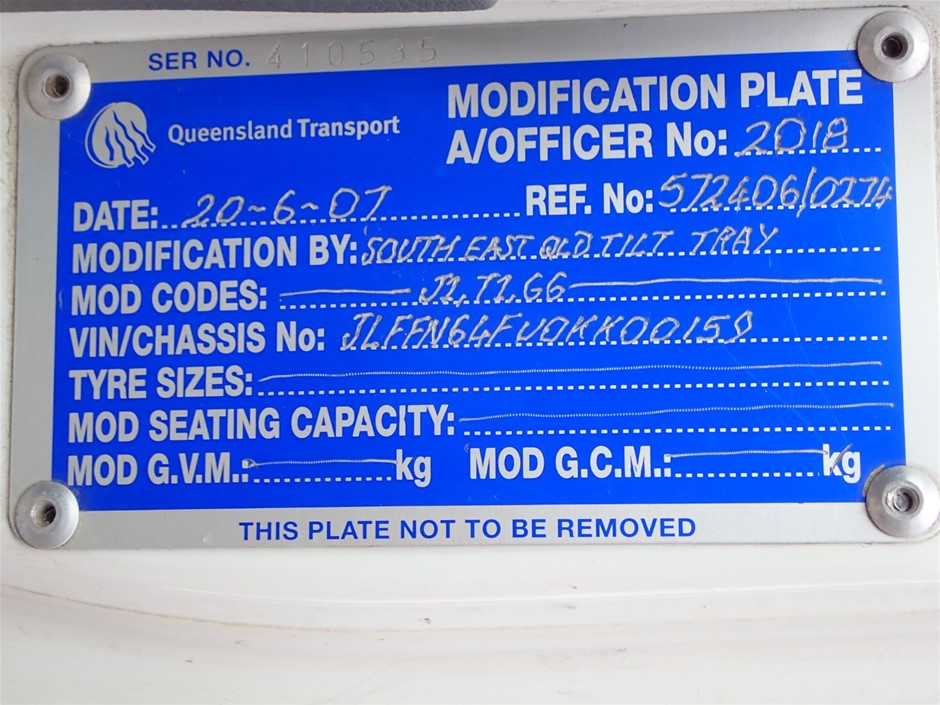 SER NO. 410535
Queensland Transport
MODIFICATION PLATE
A/OFFICER No: 2018
DATE: 20-6-07 REF. No: 572406/0274
MODIFICATION BY: SOUTH EAST QLD TILT TRAY
MOD CODES: J1, T1, G6
VIN/CHASSIS No: JLFFN64FV0KK00159
TYRE SIZES:
MOD SEATING CAPACITY:
MOD G.V.M.: kg MOD G.C.M.: kg
THIS PLATE NOT TO BE REMOVED